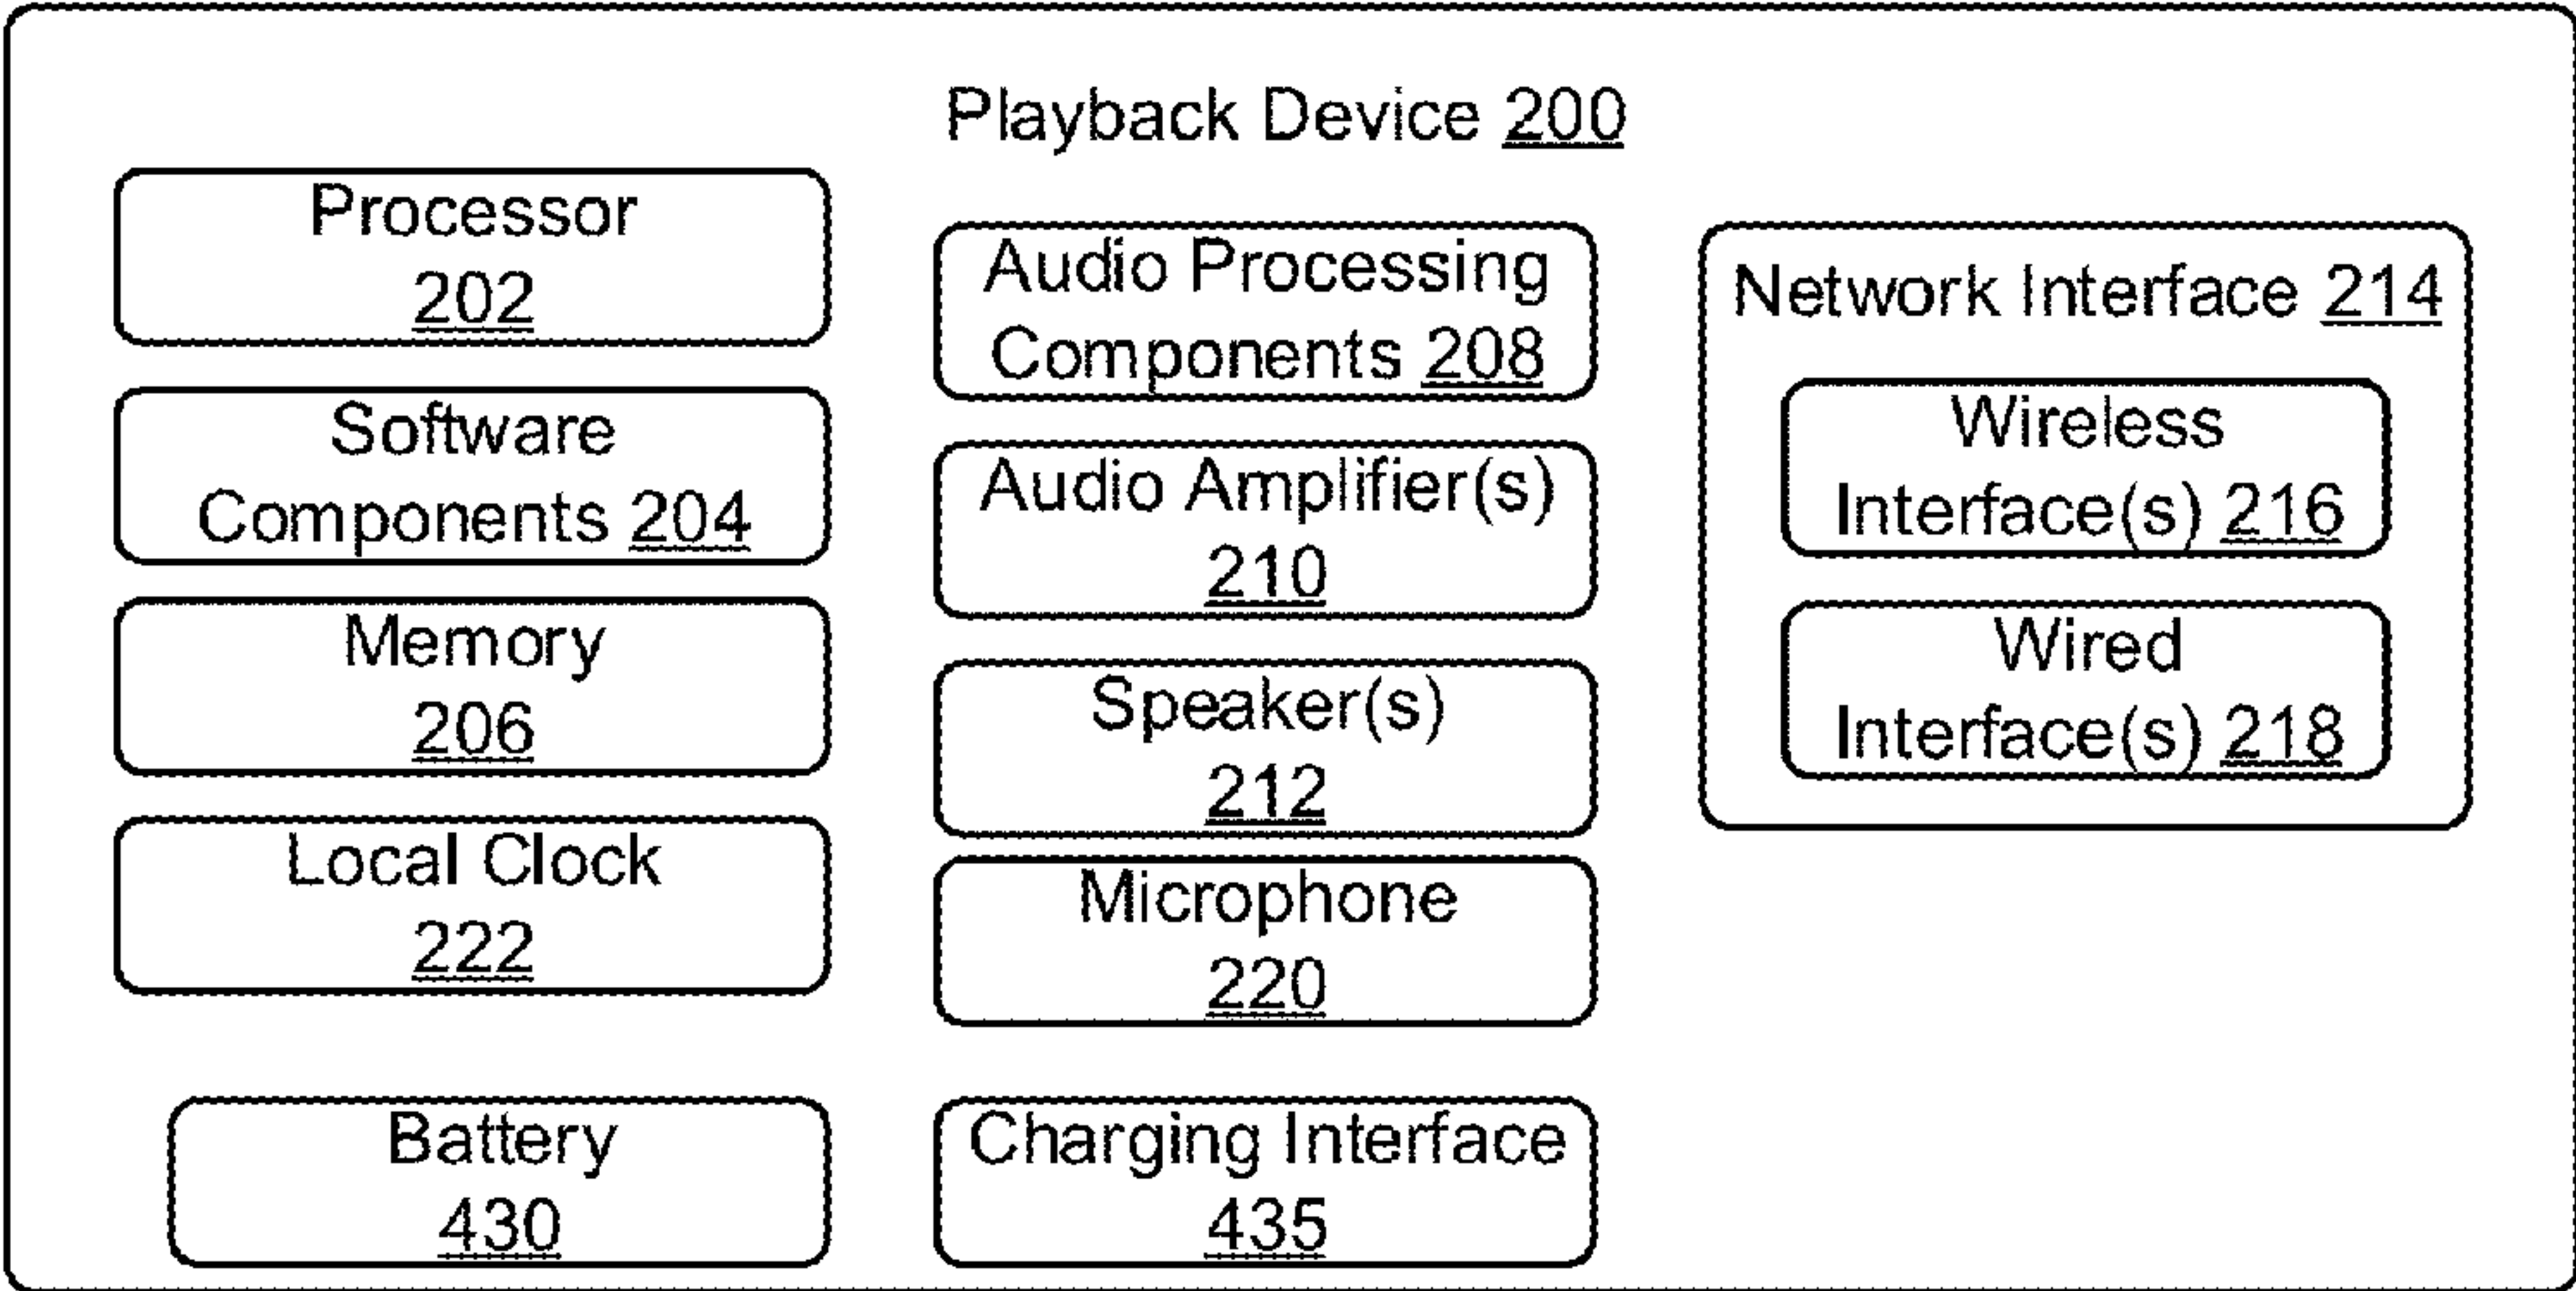 Playback Device 200
Processor
202
Software
Components 204
Memory
206
Local Clock
222
Battery
430
Audio Processing
Components 208
Audio Amplifier(s)
210
Speaker(s)
212
Microphone
220
Charging Interface
435
Network Interface 214
Wireless
Interface(s) 216
Wired
Interface(s) 218